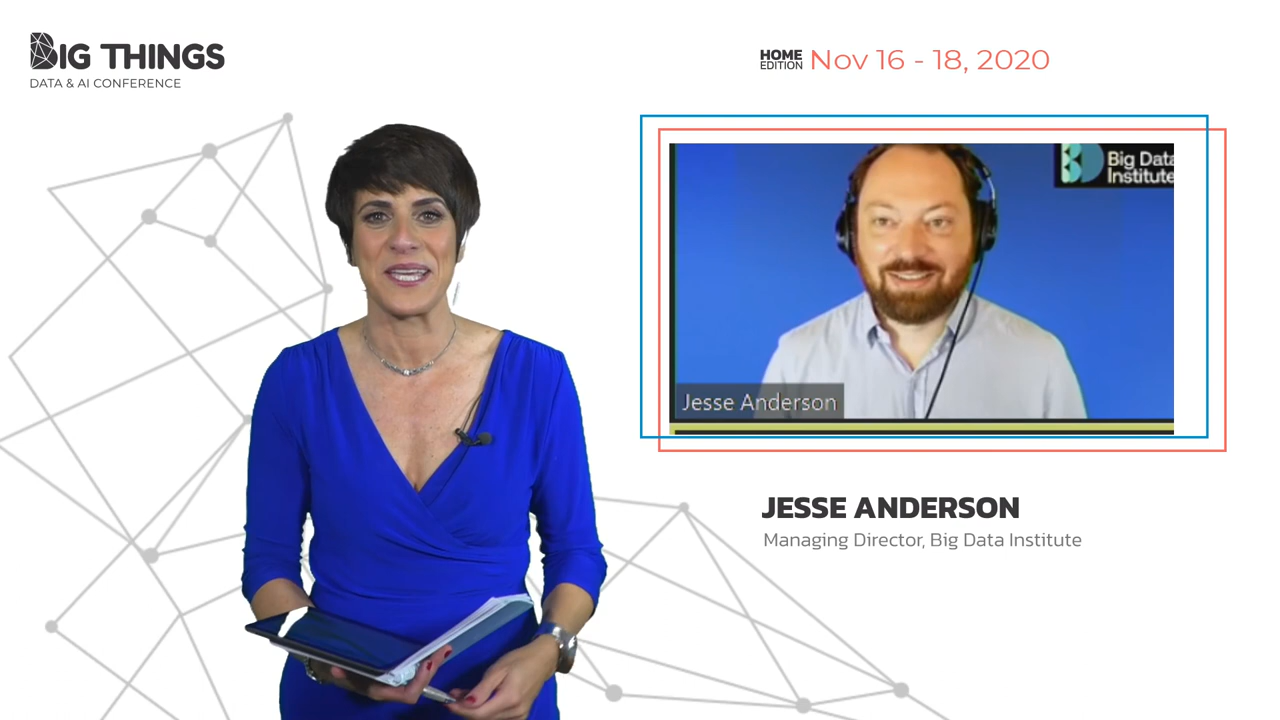 BIG THINGS
DATA & AI CONFERENCE
HOME
EDITION
Nov 16 - 18, 2020
Big Data
Institute
Jesse Anderson
JESSE ANDERSON
Managing Director, Big Data Institute